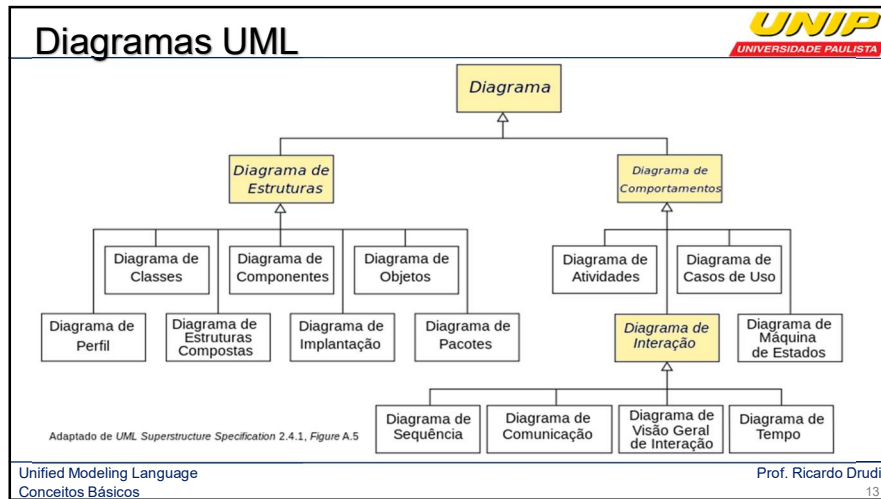 Diagramas UML
UNIP
UNIVERSIDADE PAULISTA
Diagrama
Diagrama de
Estruturas
Diagrama de
Comportamentos
Diagrama de
Classes
Diagrama de
Componentes
Diagrama de
Objetos
Diagrama de
Atividades
Diagrama de
Casos de Uso
Diagrama de
Perfil
Diagrama de
Estruturas
Compostas
Diagrama de
Implantação
Diagrama de
Pacotes
Diagrama de
Interação
Diagrama de
Máquina
de Estados
Diagrama de
Sequência
Diagrama de
Comunicação
Diagrama de
Visão Geral
de Interação
Diagrama de
Tempo
Adaptado de UML Superstructure Specification 2.4.1, Figure A.5
Unified Modeling Language
Conceitos Básicos
Prof. Ricardo Drudi
13